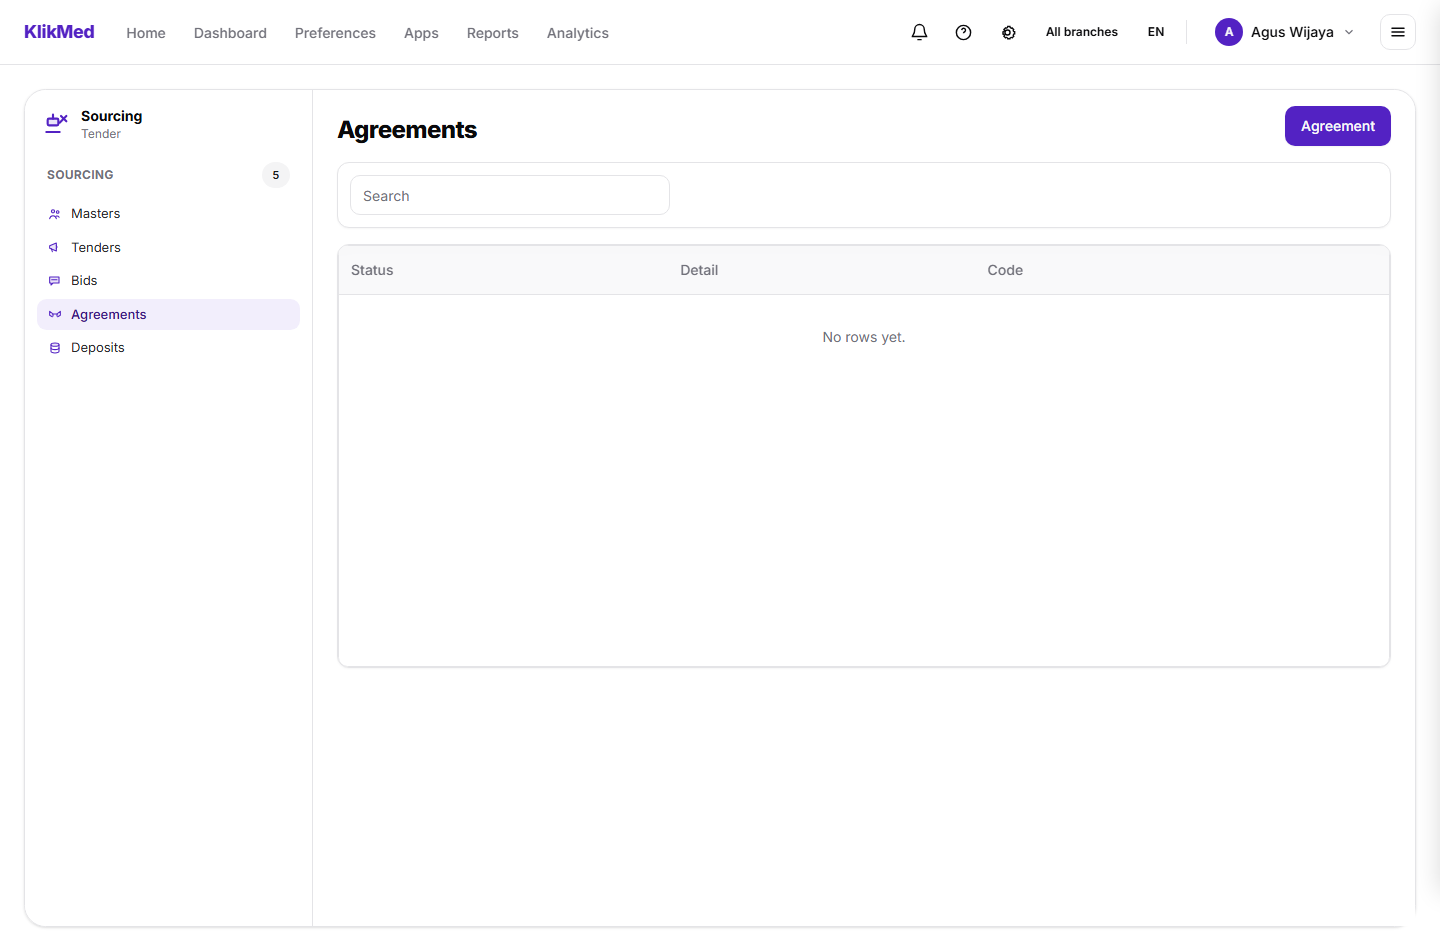 KlikMed
Home
Dashboard
Preferences
Apps
Reports
Analytics
All branches
EN
A
Agus Wijaya
Sourcing
Tender
SOURCING
5
Masters
Tenders
Bids
Agreements
Deposits
Agreements
Agreement
Search
Status
Detail
Code
No rows yet.